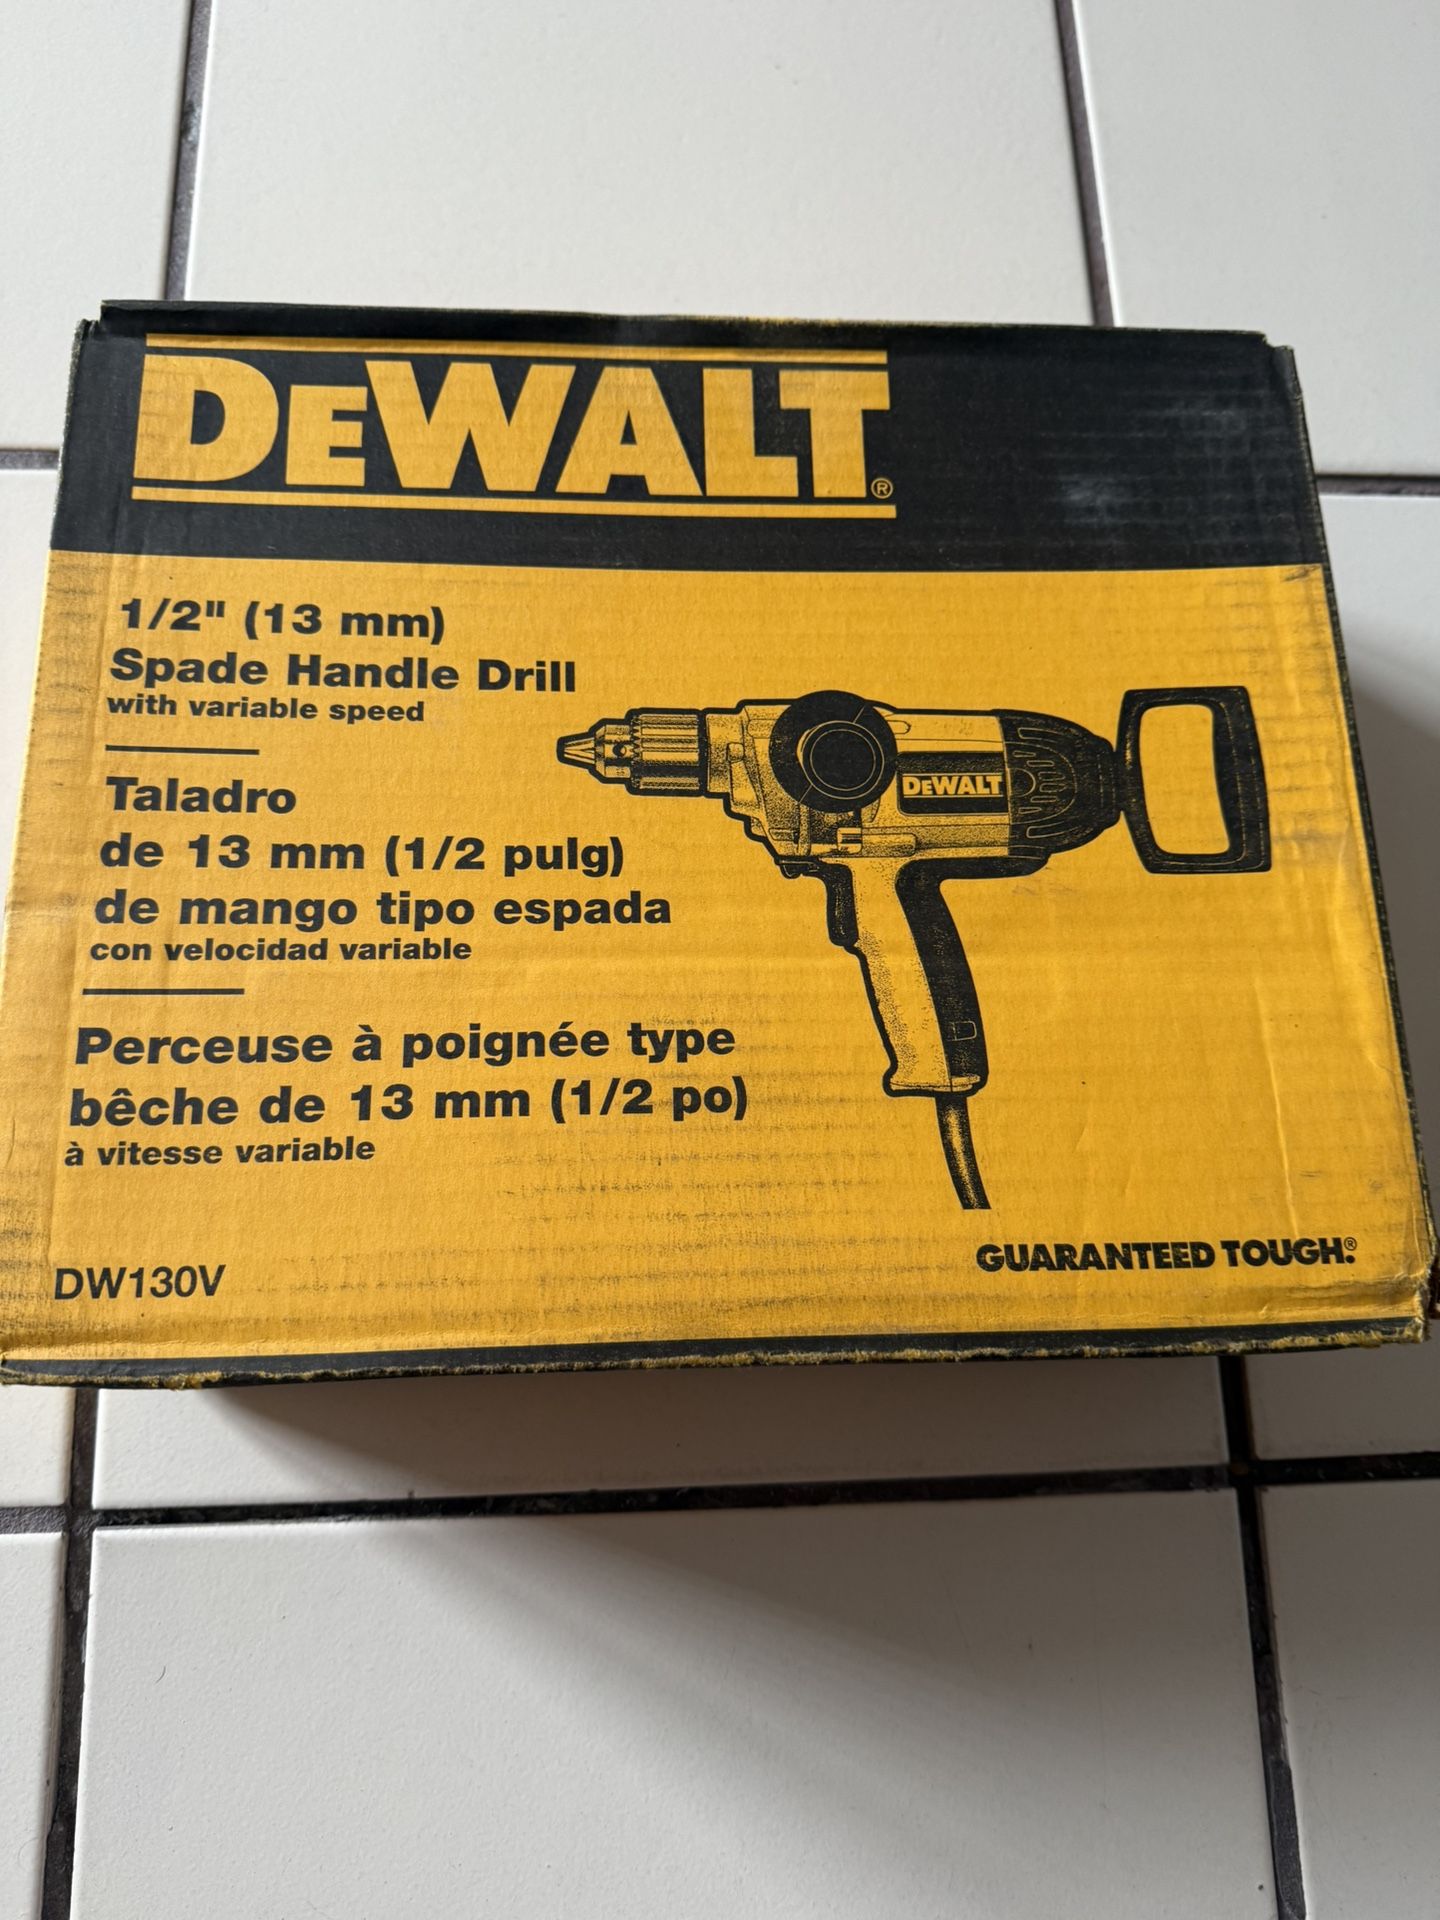 DEWALT®
1/2" (13 mm)
Spade Handle Drill
with variable speed
Taladro
de 13 mm (1/2 pulg)
de mango tipo espada
con velocidad variable
Perceuse à poignée type
bêche de 13 mm (1/2 po)
à vitesse variable
DEWALT
DW130V
GUARANTEED TOUGH.®